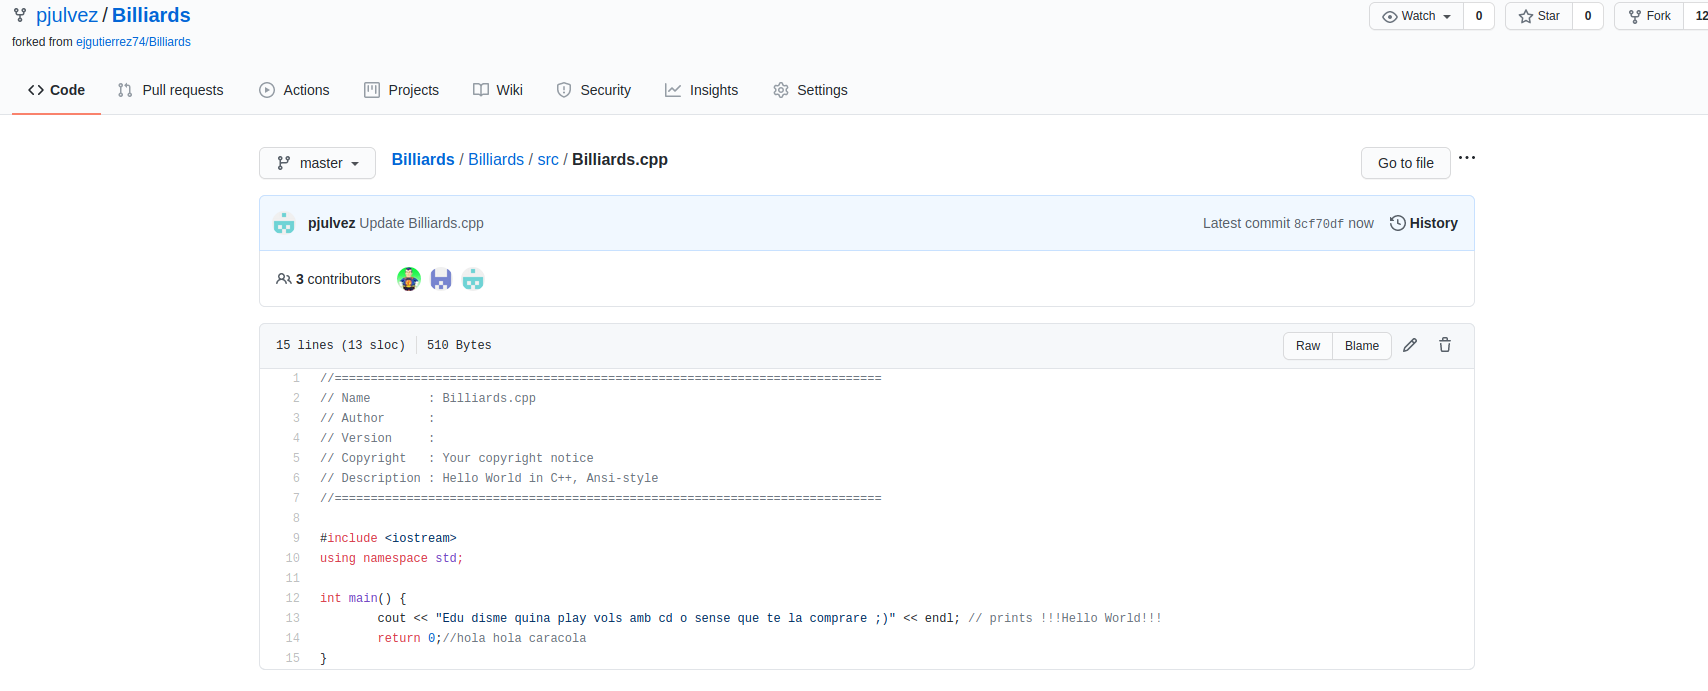 pjulvez / Billiards
Watch 0 Star 0 Fork 12
forked from ejgutierrez74/Billiards
Code Pull requests Actions Projects Wiki Security Insights Settings
master Billiards / Billiards / src / Billiards.cpp Go to file ...
pjulvez Update Billiards.cpp Latest commit 8cf70df now History
3 contributors
15 lines (13 sloc) 510 Bytes Raw Blame
1 //============================================================================
2 // Name        : Billiards.cpp
3 // Author      :
4 // Version     :
5 // Copyright   : Your copyright notice
6 // Description : Hello World in C++, Ansi-style
7 //============================================================================
8
9 #include <iostream>
10 using namespace std;
11
12 int main() {
13         cout << "Edu disme quina play vols amb cd o sense que te la comprare ;)" << endl; // prints !!!Hello World!!!
14         return 0;//hola hola caracola
15 }